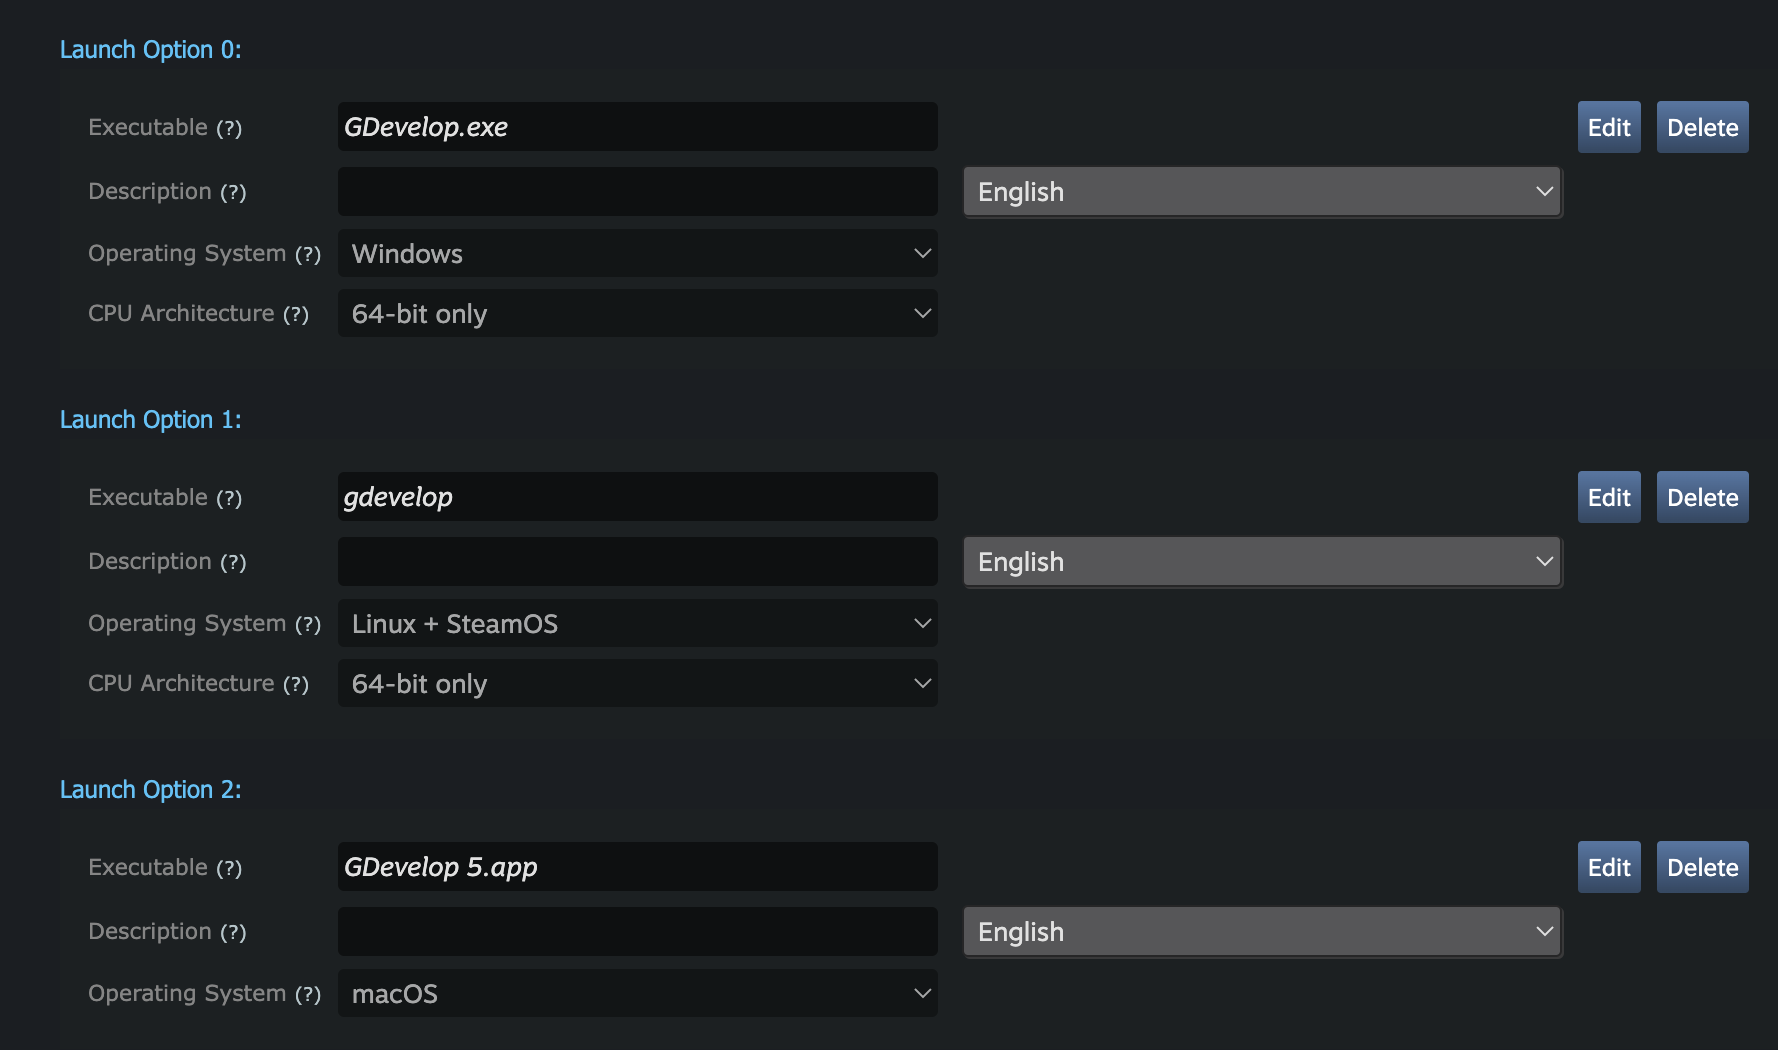 Launch Option 0:
Executable (?) GDevelop.exe Edit Delete
Description (?) English
Operating System (?) Windows
CPU Architecture (?) 64-bit only
Launch Option 1:
Executable (?) gdevelop Edit Delete
Description (?) English
Operating System (?) Linux + SteamOS
CPU Architecture (?) 64-bit only
Launch Option 2:
Executable (?) GDevelop 5.app Edit Delete
Description (?) English
Operating System (?) macOS